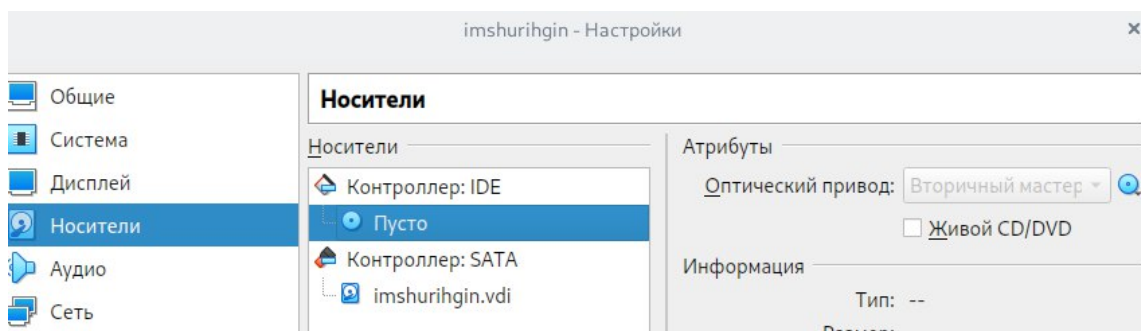 imshurihgin - Настройки
Общие
Система
Дисплей
Носители
Аудио
Сеть
Носители
Носители
Контроллер: IDE
Пусто
Контроллер: SATA
imshurihgin.vdi
Атрибуты
Оптический привод: Вторичный мастер
Живой CD/DVD
Информация
Тип: --